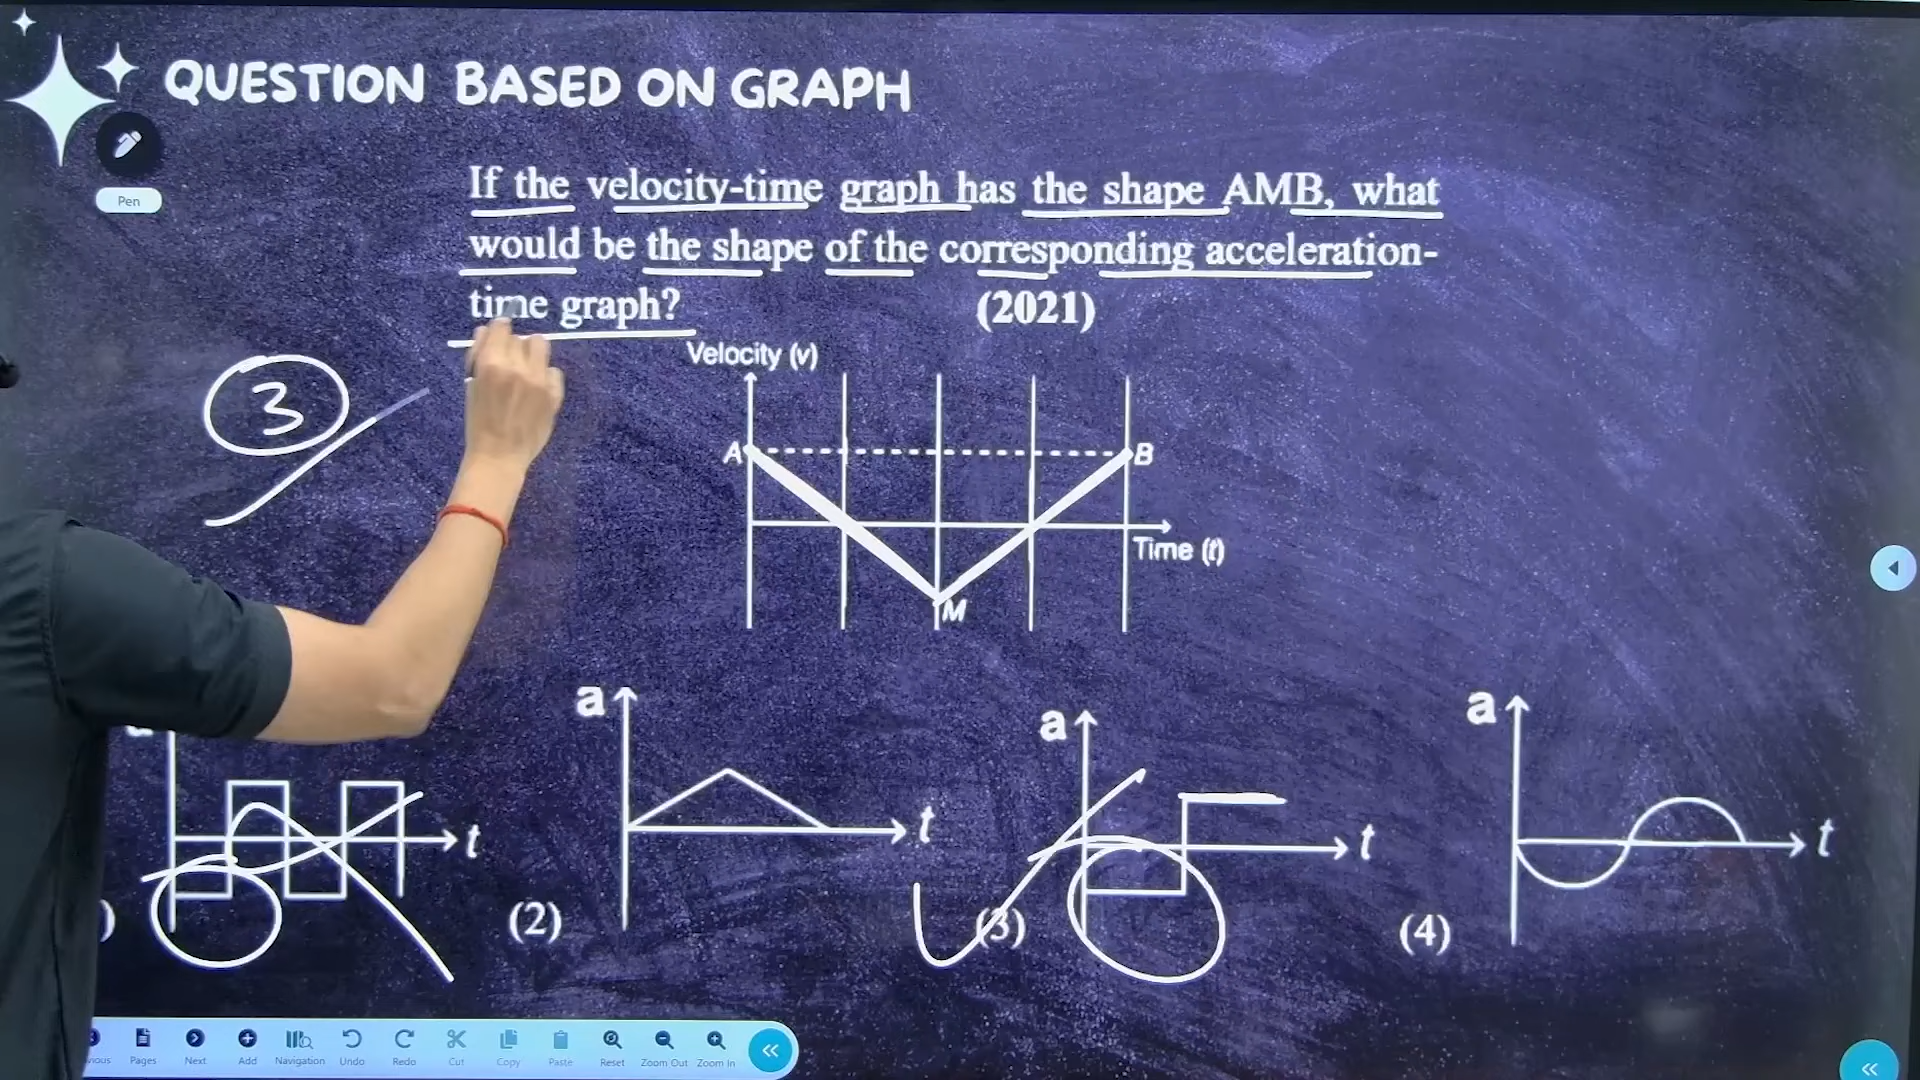 QUESTION BASED ON GRAPH
Pen
If the velocity-time graph has the shape AMB, what
would be the shape of the corresponding acceleration-
time graph? (2021)
Velocity (v)
3
A
B
Time (t)
M
a
a
a
t
t
t
t
)
(2)
(3)
(4)
Pages
Next
Add
Navigation
Undo
Redo
Cut
Copy
Paste
Reset
Zoom Out
Zoom In